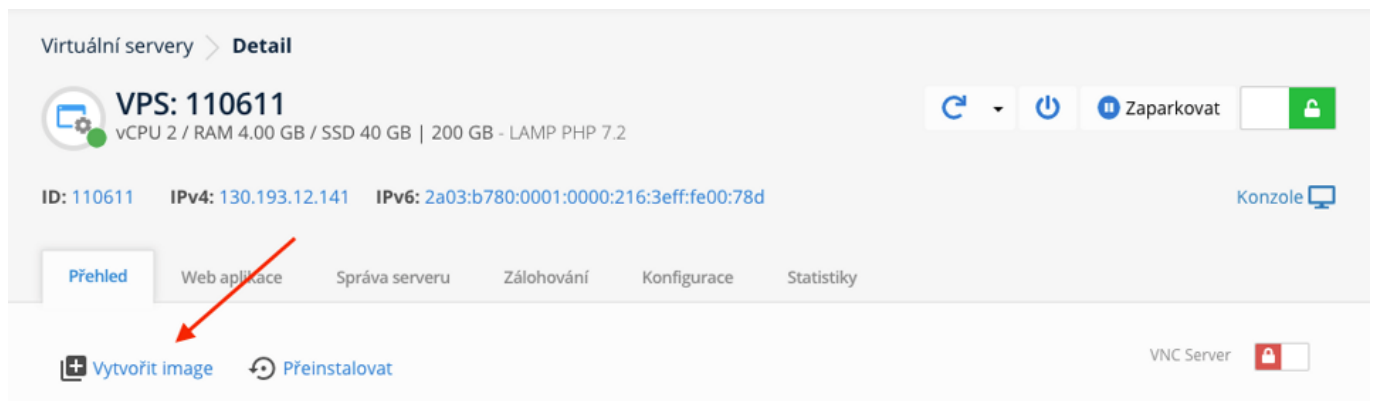 Virtuální servery Detail
VPS: 110611
vCPU 2 / RAM 4.00 GB / SSD 40 GB | 200 GB - LAMP PHP 7.2
Zaparkovat
ID: 110611 IPv4: 130.193.12.141 IPv6: 2a03:b780:0001:0000:216:3eff:fe00:78d
Konzole
Přehled Web aplikace Správa serveru Zálohování Konfigurace Statistiky
Vytvořit image Přeinstalovat
VNC Server